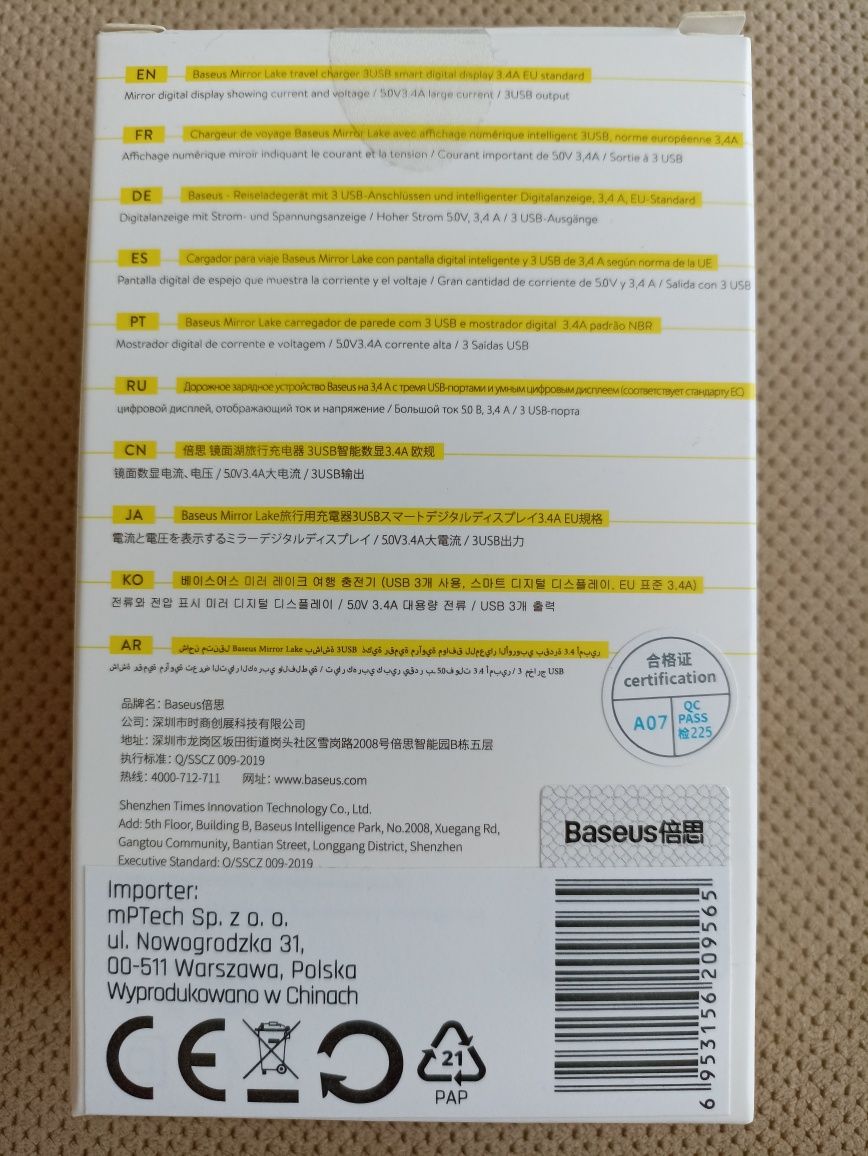 EN Baseus Mirror Lake travel charger 3USB smart digital display 3.4A EU standard
Mirror digital display showing current and voltage / 5.0V3.4A large current / 3USB output
FR Chargeur de voyage Baseus Mirror Lake avec affichage numérique intelligent 3USB, norme européenne 3,4A
Affichage numérique miroir indiquant le courant et la tension / Courant important de 5.0V 3,4A / Sortie à 3 USB
DE Baseus - Reiseladegerät mit 3 USB-Anschlüssen und intelligenter Digitalanzeige, 3,4 A, EU-Standard
Digitalanzeige mit Strom- und Spannungsanzeige / Hoher Strom 5.0V, 3,4 A / 3 USB-Ausgänge
ES Cargador para viaje Baseus Mirror Lake con pantalla digital inteligente y 3 USB de 3,4 A según norma de la UE
Pantalla digital de espejo que muestra la corriente y el voltaje / Gran cantidad de corriente de 5.0V y 3,4 A / Salida con 3 USB
PT Baseus Mirror Lake carregador de parede com 3 USB e mostrador digital 3.4A padrão NBR
Mostrador digital de corrente e voltagem / 5.0V3.4A corrente alta / 3 Saídas USB
RU Дорожное зарядное устройство Baseus на 3,4 А с тремя USB-портами и умным цифровым дисплеем (соответствует стандарту ЕС)
цифровой дисплей, отображающий ток и напряжение / Большой ток 5.0 В, 3,4 А / 3 USB-порта
CN 倍思 镜面湖旅行充电器 3USB智能数显3.4A 欧规
镜面数显电流、电压 / 5.0V3.4A大电流 / 3USB输出
JA Baseus Mirror Lake旅行用充電器3USBスマートデジタルディスプレイ3.4A EU規格
電流と電圧を表示するミラーデジタルディスプレイ / 5.0V3.4A大電流 / 3USB出力
KO 베이스어스 미러 레이크 여행 충전기 (USB 3개 사용, 스마트 디지털 디스플레이, EU 표준 3.4A)
전류와 전압 표시 미러 디지털 디스플레이 / 5.0V 3.4A 대용량 전류 / USB 3개 출력
AR شاحن متنقل Baseus Mirror Lake بشاشة 3USB ذكية رقمية مرآوية موافق للمعيار الأوروبي بقدرة 3.4 أمبير
合格证
certification
A07
QC
PASS
检225
品牌名: Baseus倍思
公司: 深圳市时商创展科技有限公司
地址: 深圳市龙岗区坂田街道岗头社区雪岗路2008号倍思智能园B栋五层
执行标准: Q/SSCZ 009-2019
热线: 4000-712-711 网址: www.baseus.com
Shenzhen Times Innovation Technology Co., Ltd.
Add: 5th Floor, Building B, Baseus Intelligence Park, No.2008, Xuegang Rd,
Gangtou Community, Bantian Street, Longgang District, Shenzhen
Executive Standard: Q/SSCZ 009-2019
Baseus倍思
Importer:
mPTech Sp. z o. o.
ul. Nowogrodzka 31,
00-511 Warszawa, Polska
Wyprodukowano w Chinach
CE
21
PAP
6 953156 209565